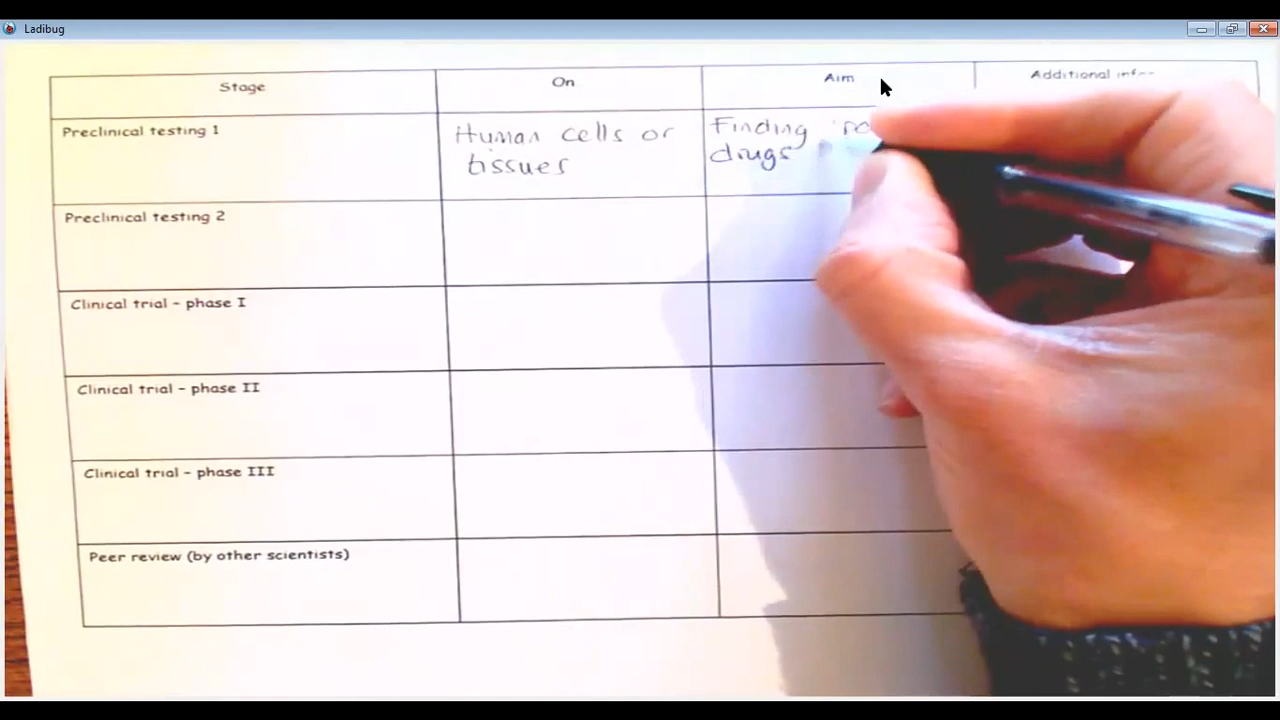 Ladibug
Stage On Aim Additional
Preclinical testing 1 Human cells or Finding
tissues drugs
Preclinical testing 2
Clinical trial - phase I
Clinical trial - phase II
Clinical trial - phase III
Peer review (by other scientists)